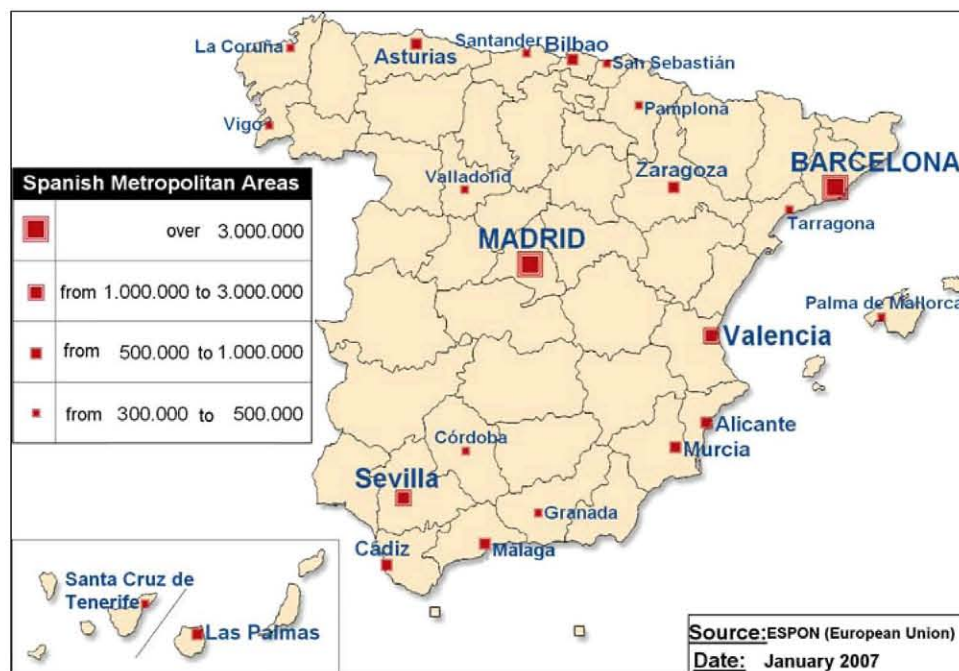 La Coruña
Asturias
Santander
Bilbao
San Sebastián
Pamplona
Vigo
Valladolid
Zaragoza
BARCELONA
Tarragona
MADRID
Palma de Mallorca
Valencia
Alicante
Murcia
Córdoba
Sevilla
Granada
Cádiz
Málaga
Spanish Metropolitan Areas
over 3.000.000
from 1.000.000 to 3.000.000
from 500.000 to 1.000.000
from 300.000 to 500.000
Santa Cruz de
Tenerife
Las Palmas
Source: ESPON (European Union)
Date: January 2007